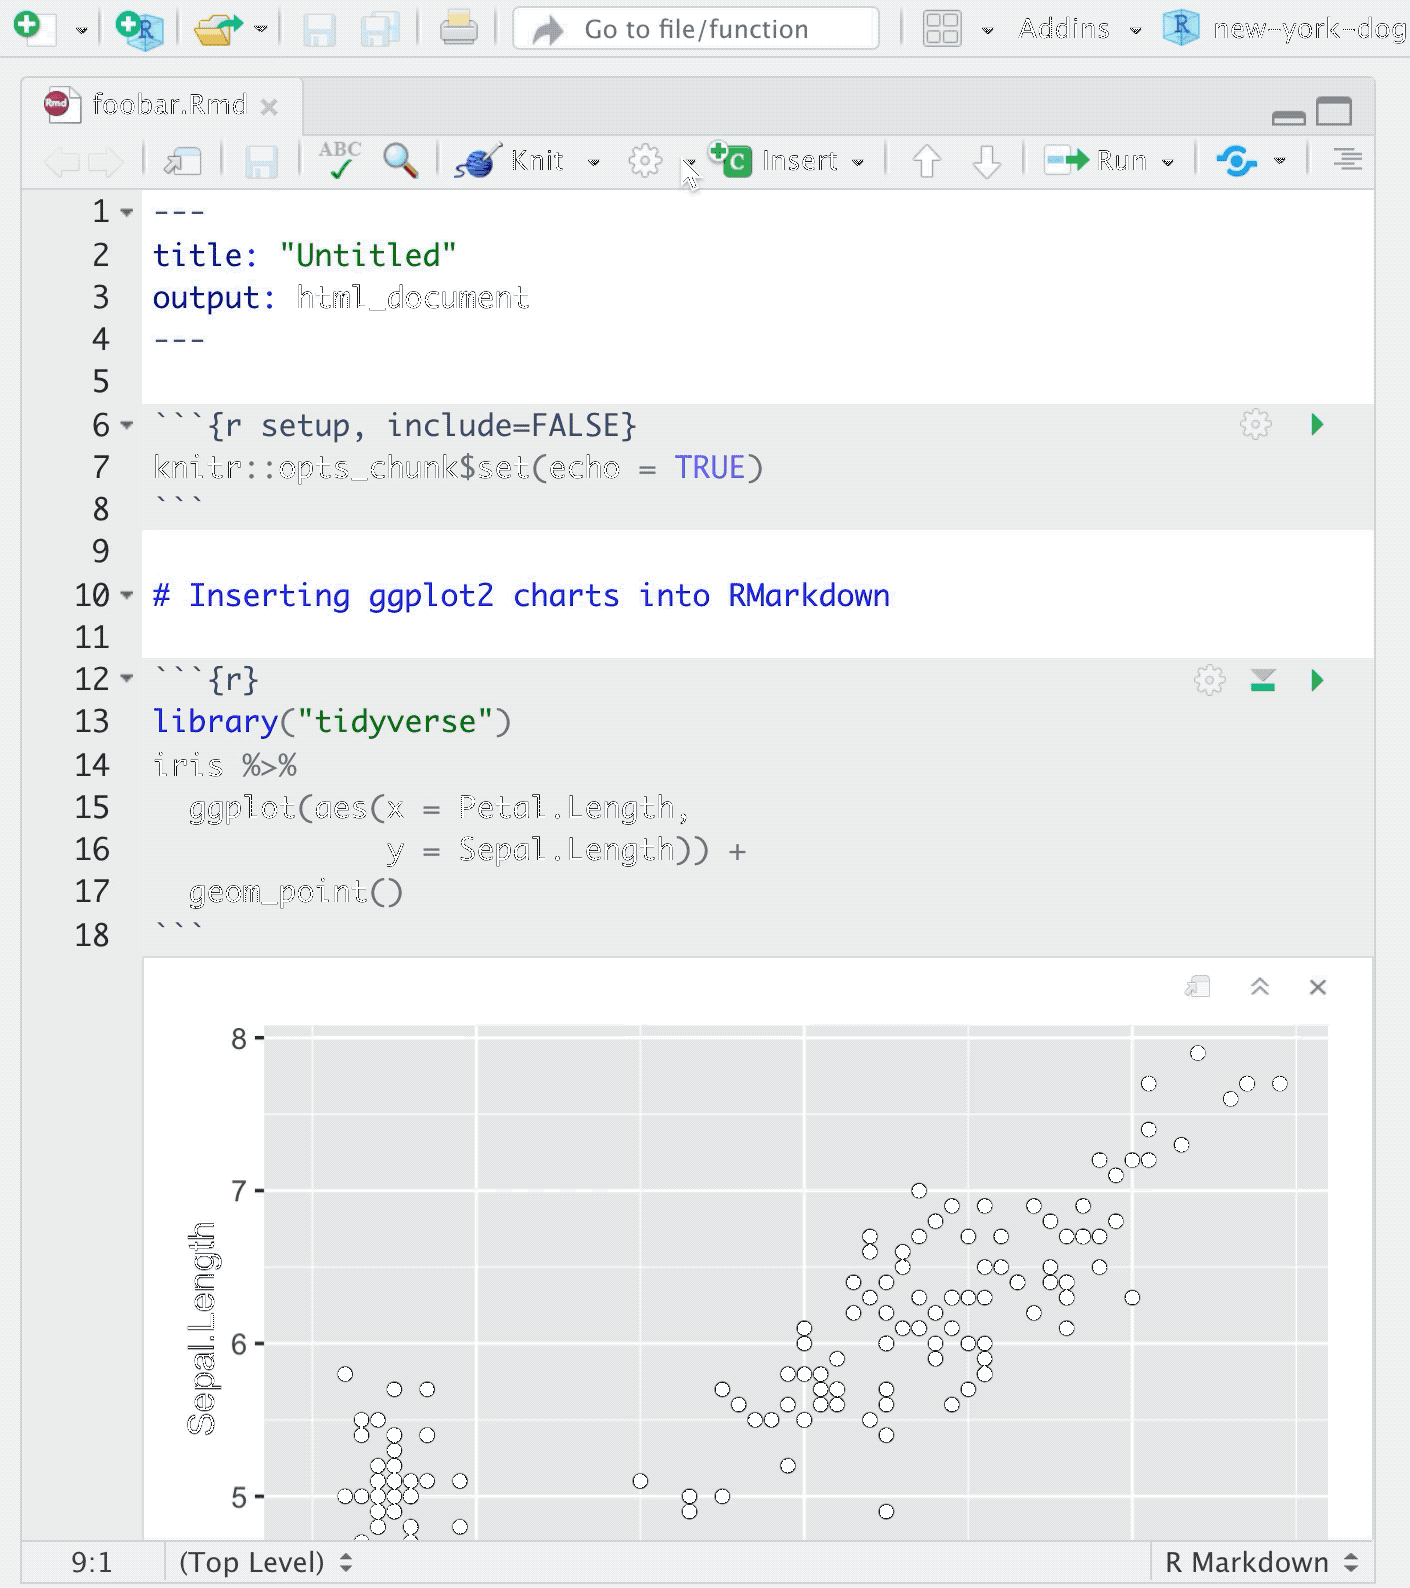 Go to file/function
Addins
new-york-dog
foobar.Rmd
ABC
Knit
Insert
Run
1 ---
2 title: "Untitled"
3 output: html_document
4 ---
5
6 ```{r setup, include=FALSE}
7 knitr::opts_chunk$set(echo = TRUE)
8 ```
9
10 # Inserting ggplot2 charts into RMarkdown
11
12 ```{r}
13 library("tidyverse")
14 iris %>%
15   ggplot(aes(x = Petal.Length,
16              y = Sepal.Length)) +
17   geom_point()
18 ```
8
7
Sepal.Length
6
5
9:1
(Top Level)
R Markdown